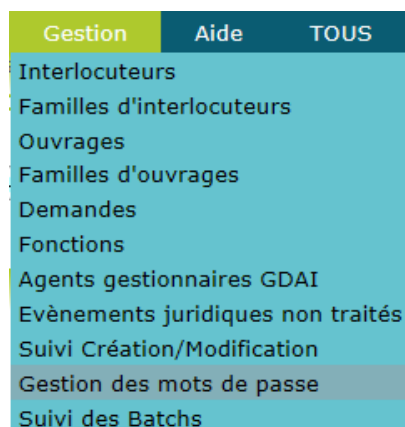 Gestion Aide TOUS
Interlocuteurs
Familles d'interlocuteurs
Ouvrages
Familles d'ouvrages
Demandes
Fonctions
Agents gestionnaires GDAI
Evènements juridiques non traités
Suivi Création/Modification
Gestion des mots de passe
Suivi des Batchs